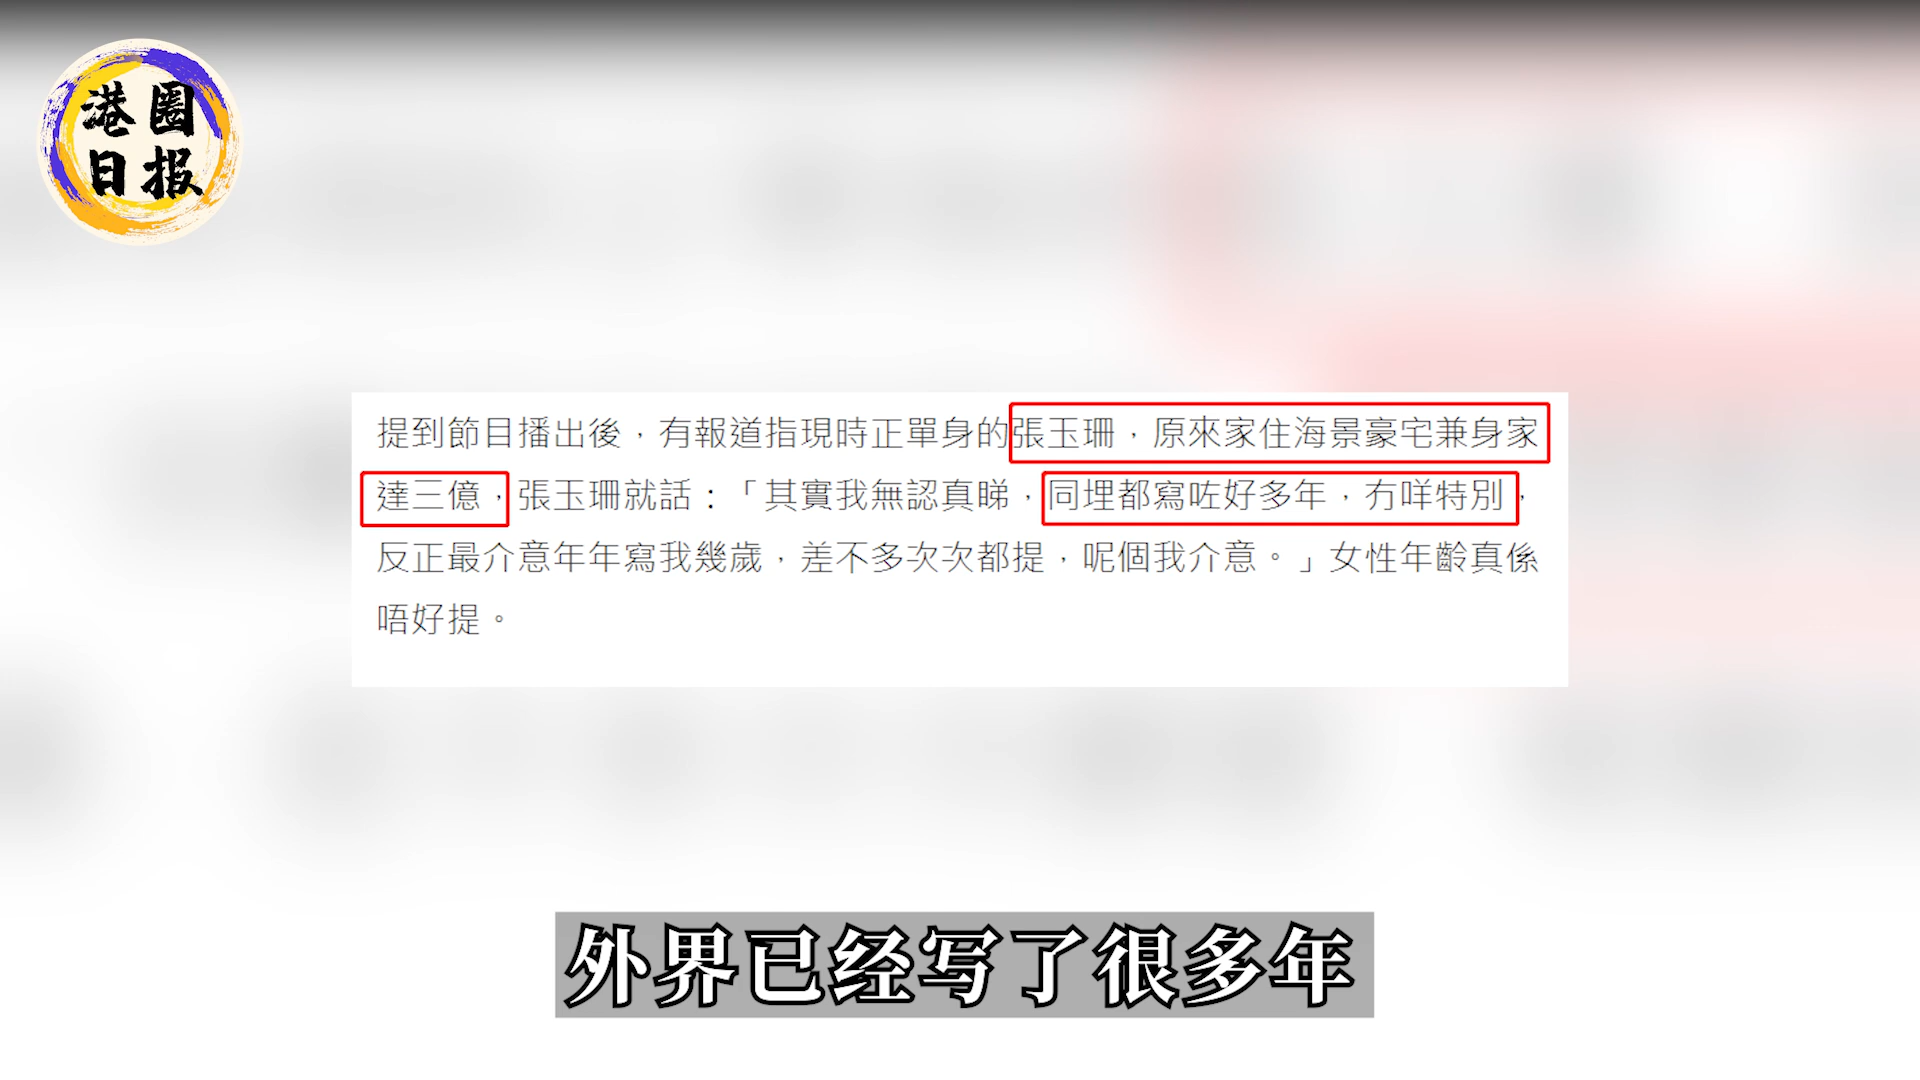 港圈
日报
提到節目播出後，有報道指現時正單身的張玉珊，原來家住海景豪宅兼身家
達三億，張玉珊就話：「其實我無認真睇，同埋都寫咗好多年，冇咩特別，
反正最介意年年寫我幾歲，差不多次次都提，呢個我介意。」女性年齡真係
唔好提。
外界已经写了很多年